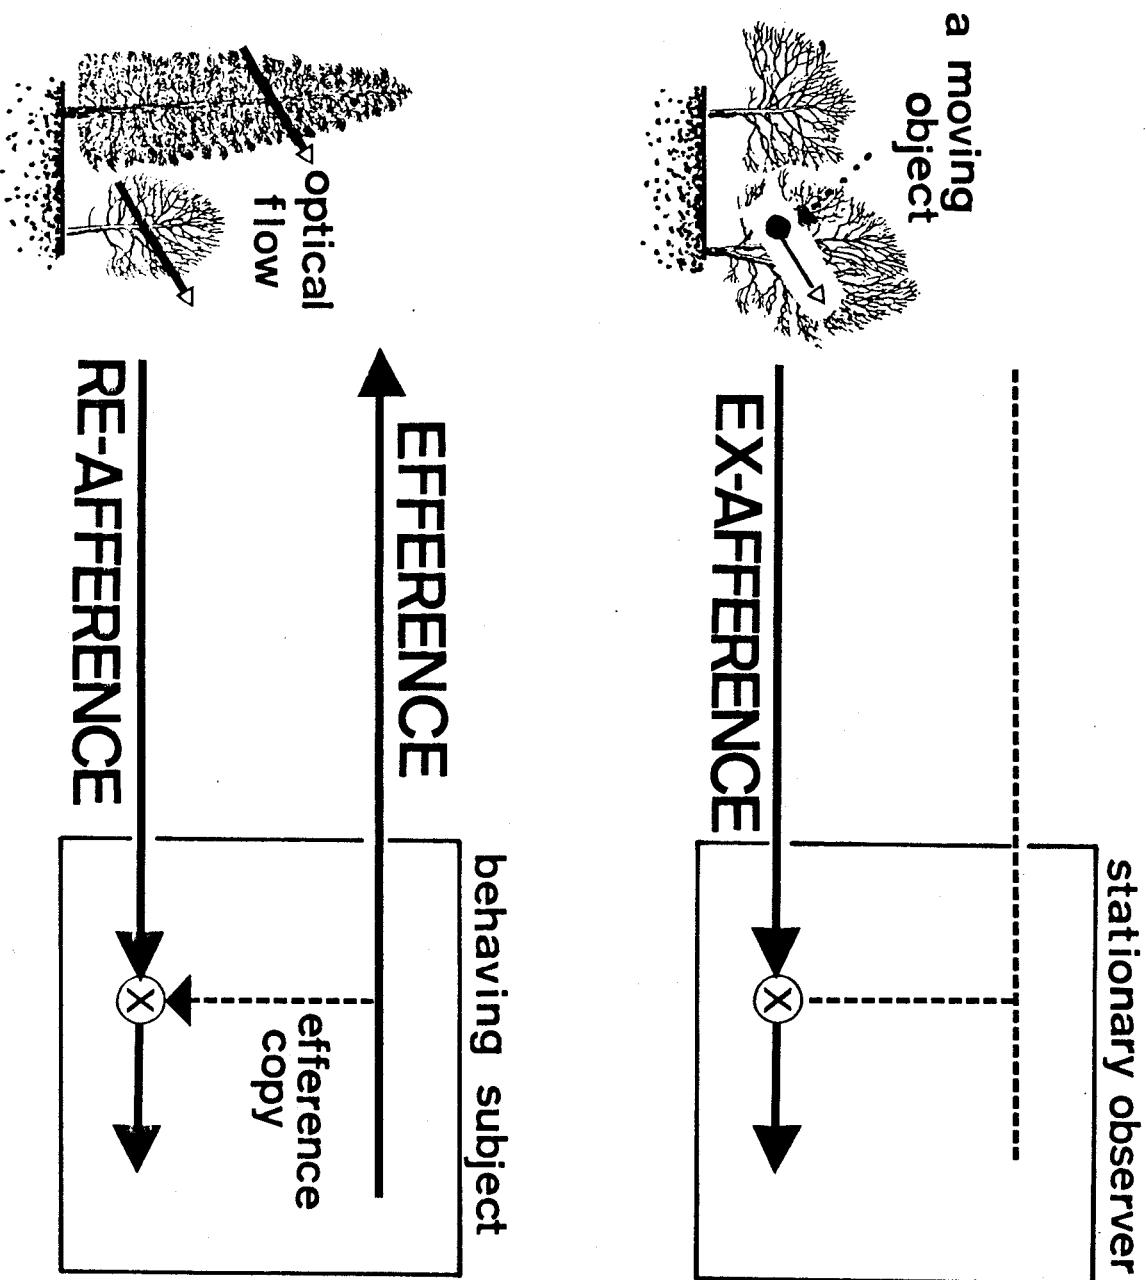 a moving
object
EX-AFFERENCE
stationary observer
optical
flow
EFFERENCE
RE-AFFERENCE
behaving subject
efference
copy
X
X